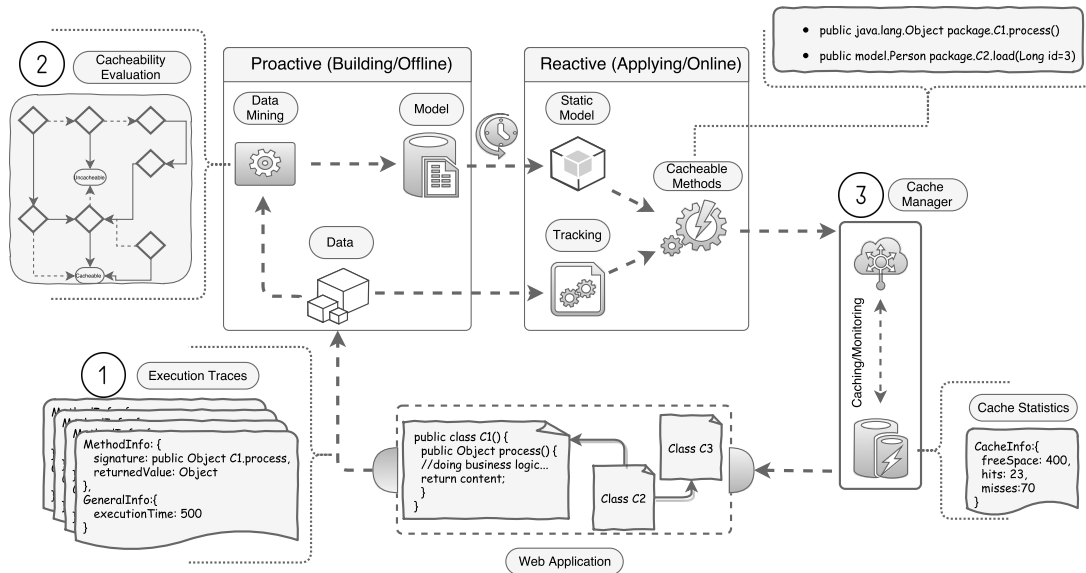 2
Cacheability
Evaluation
Uncacheable
Cacheable
Proactive (Building/Offline)
Data
Mining
Model
Data
Reactive (Applying/Online)
Static
Model
Tracking
Cacheable
Methods
• public java.lang.Object package.C1.process()
• public model.Person package.C2.load(Long id=3)
3
Cache
Manager
Caching/Monitoring
1
Execution Traces
MethodInfo: {
signature: public Object C1.process,
returnedValue: Object
},
GeneralInfo:{
executionTime: 500
}
public class C1() {
public Object process() {
//doing business logic...
return content;
}
}
Class C2
Class C3
Web Application
Cache Statistics
CacheInfo:{
freeSpace: 400,
hits: 23,
misses:70
}